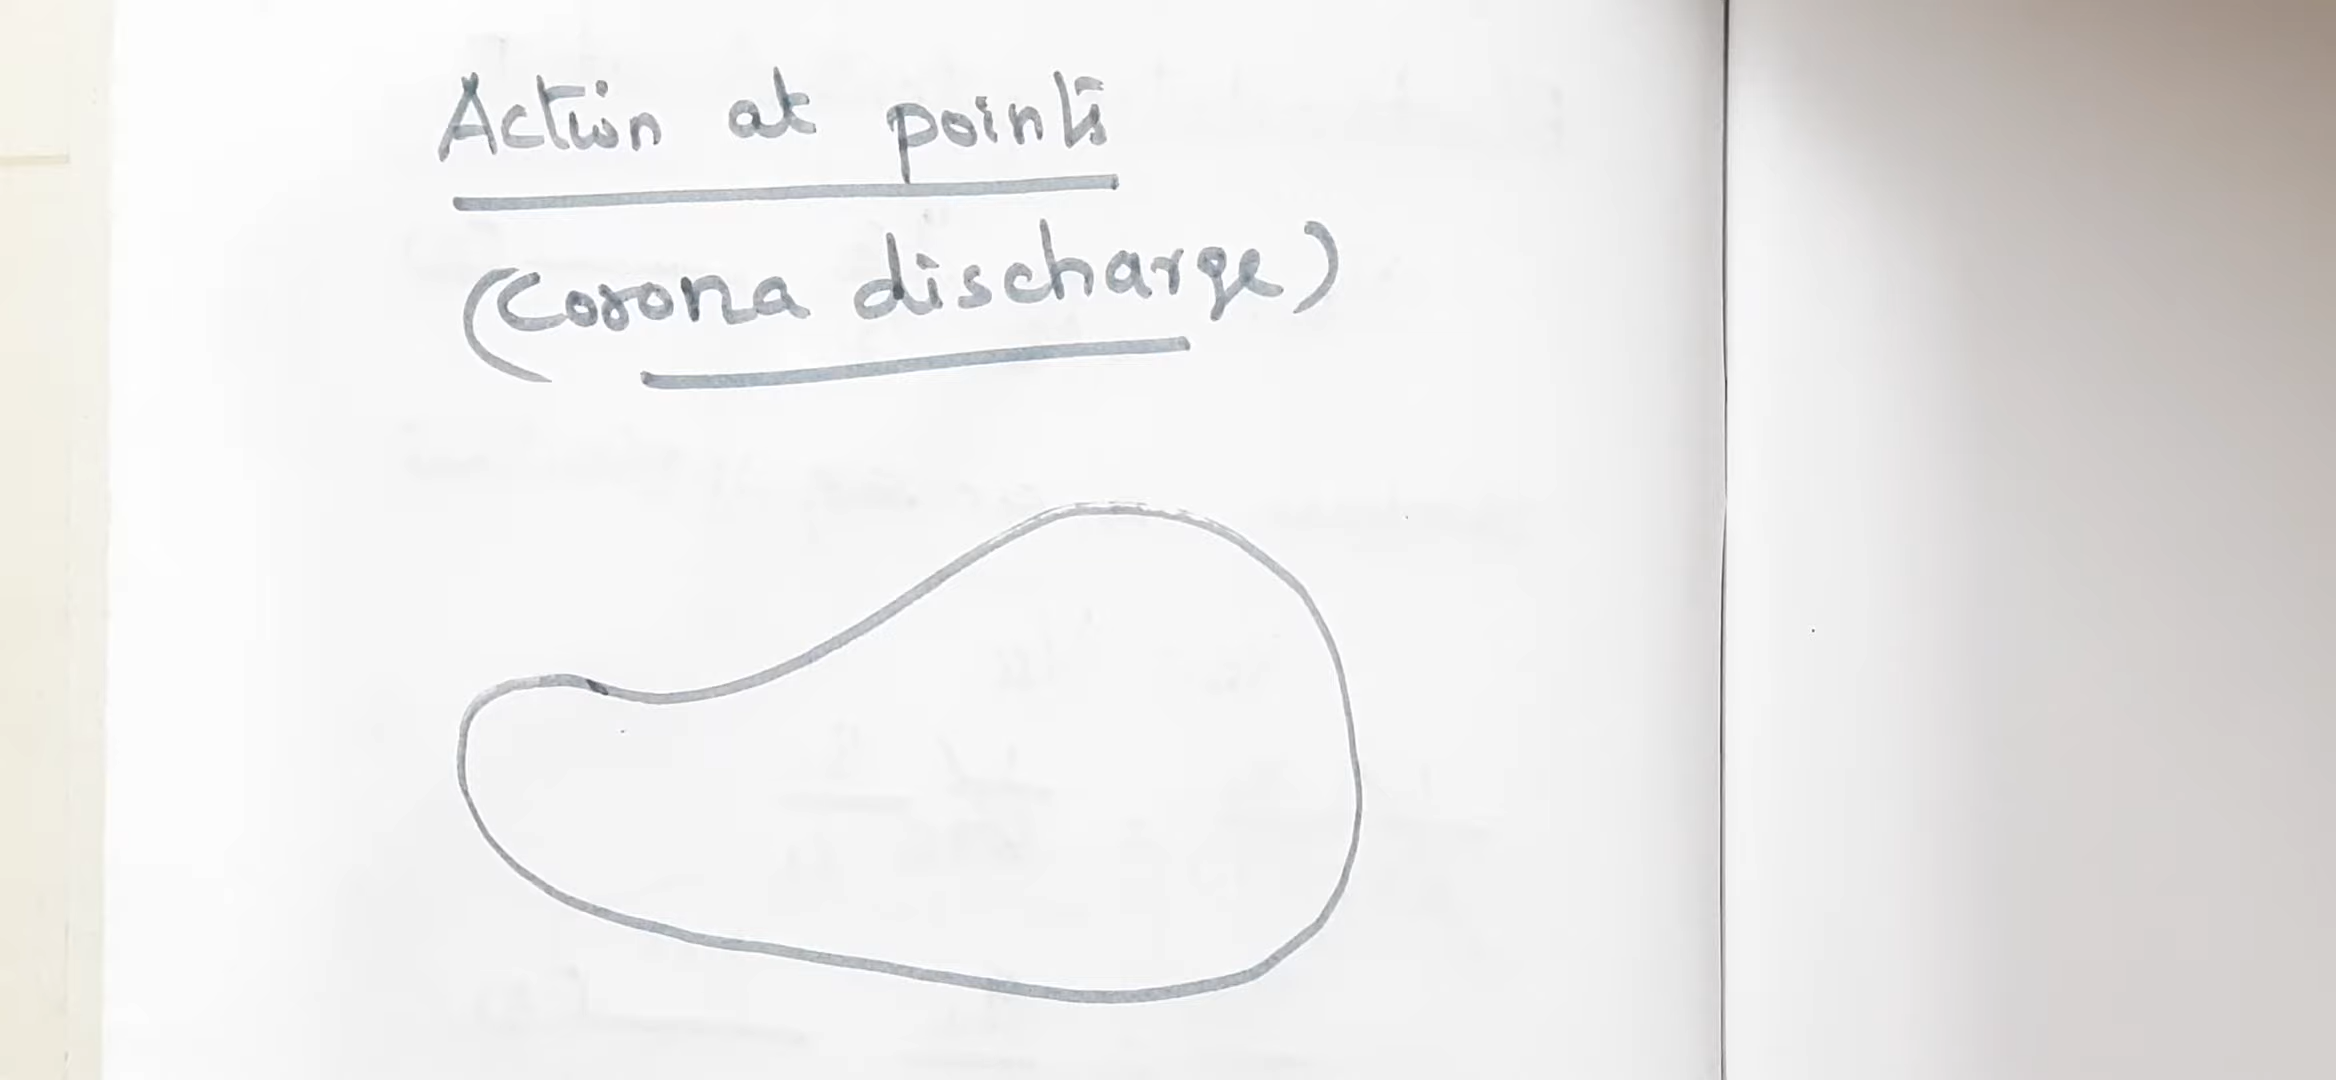 Action at points
(Corona discharge)